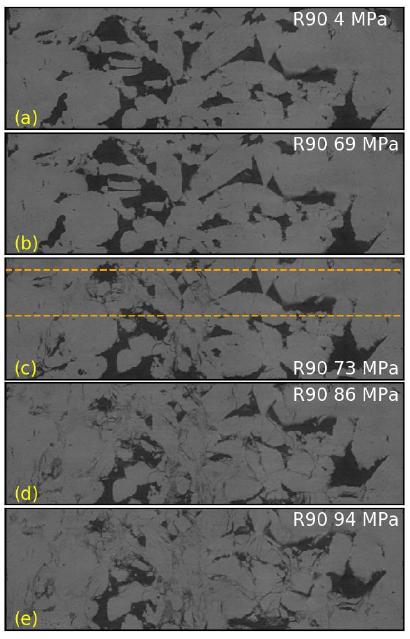 R90 4 MPa
(a)
R90 69 MPa
(b)
(c)
R90 73 MPa
R90 86 MPa
(d)
R90 94 MPa
(e)